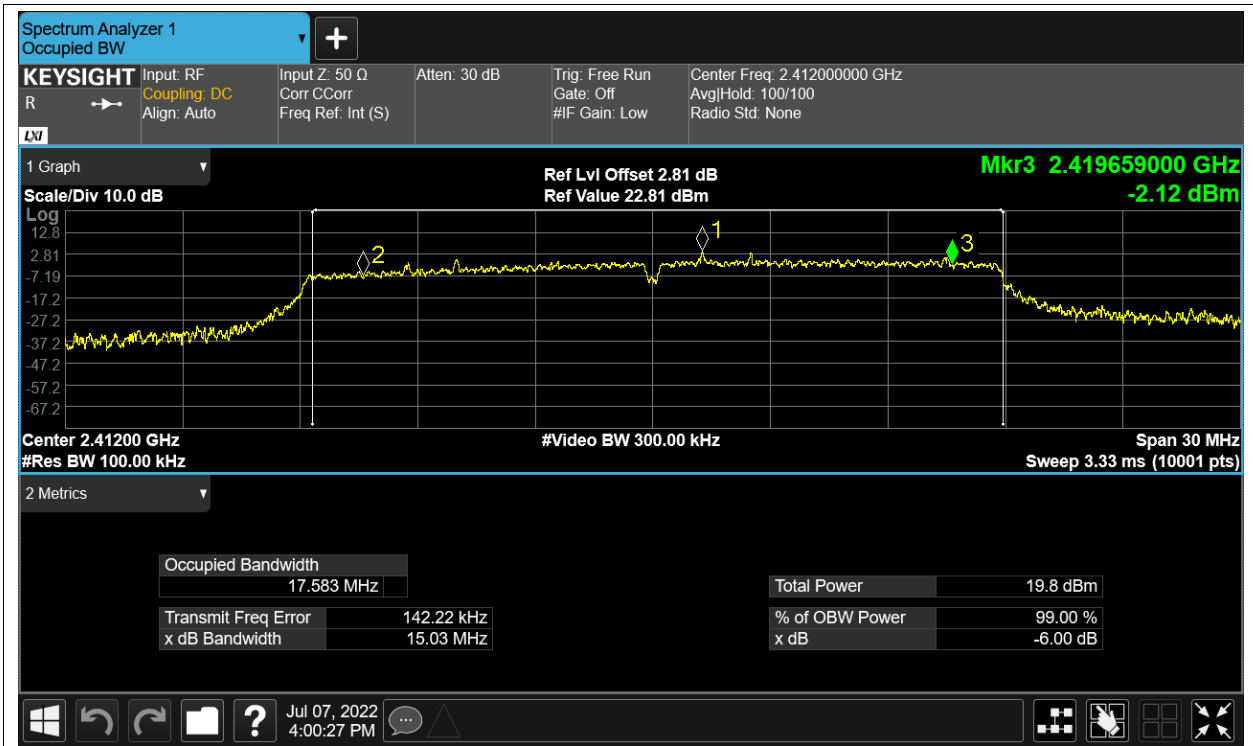 Spectrum Analyzer 1
Occupied BW
KEYSIGHT
R
LXI
Input: RF
Coupling: DC
Align: Auto
Input Z: 50 Ω
Corr CCorr
Freq Ref: Int (S)
Atten: 30 dB
Trig: Free Run
Gate: Off
#IF Gain: Low
Center Freq: 2.412000000 GHz
Avg|Hold: 100/100
Radio Std: None
1 Graph
Scale/Div 10.0 dB
Ref Lvl Offset 2.81 dB
Ref Value 22.81 dBm
Mkr3 2.419659000 GHz
-2.12 dBm
Log
12.8
2.81
-7.19
-17.2
-27.2
-37.2
-47.2
-57.2
-67.2
2
1
3
Center 2.41200 GHz
#Res BW 100.00 kHz
#Video BW 300.00 kHz
Span 30 MHz
Sweep 3.33 ms (10001 pts)
2 Metrics
Occupied Bandwidth
17.583 MHz
Transmit Freq Error 142.22 kHz
x dB Bandwidth 15.03 MHz
Total Power 19.8 dBm
% of OBW Power 99.00 %
x dB -6.00 dB
?
Jul 07, 2022
4:00:27 PM